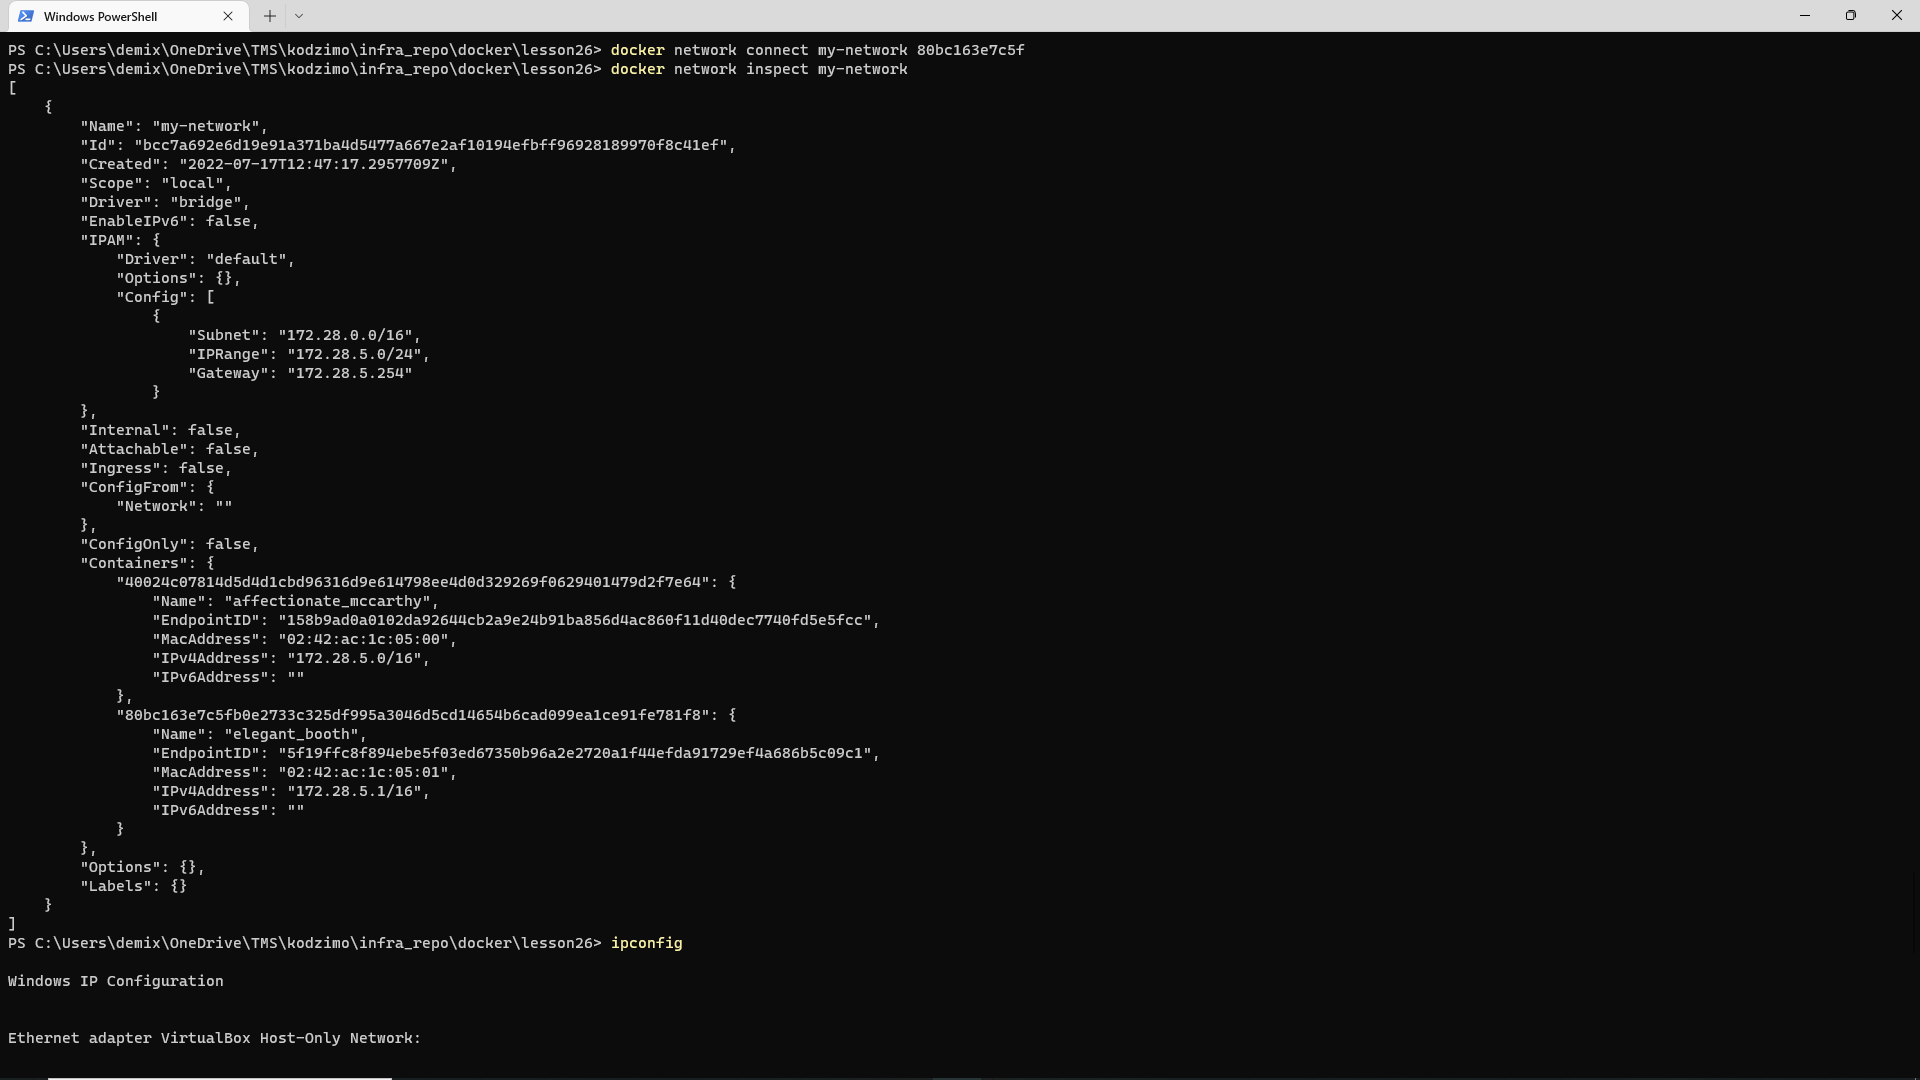 Windows PowerShell
PS C:\Users\demix\OneDrive\TMS\kodzimo\infra_repo\docker\lesson26> docker network connect my-network 80bc163e7c5f
PS C:\Users\demix\OneDrive\TMS\kodzimo\infra_repo\docker\lesson26> docker network inspect my-network
[
    {
        "Name": "my-network",
        "Id": "bcc7a692e6d19e91a371ba4d5477a667e2af10194efbff96928189970f8c41ef",
        "Created": "2022-07-17T12:47:17.2957709Z",
        "Scope": "local",
        "Driver": "bridge",
        "EnableIPv6": false,
        "IPAM": {
            "Driver": "default",
            "Options": {},
            "Config": [
                {
                    "Subnet": "172.28.0.0/16",
                    "IPRange": "172.28.5.0/24",
                    "Gateway": "172.28.5.254"
                }
        },
        "Internal": false,
        "Attachable": false,
        "Ingress": false,
        "ConfigFrom": {
            "Network": ""
        },
        "ConfigOnly": false,
        "Containers": {
            "40024c07814d5d4d1cbd96316d9e614798ee4d0d329269f0629401479d2f7e64": {
                "Name": "affectionate_mccarthy",
                "EndpointID": "158b9ad0a0102da92644cb2a9e24b91ba856d4ac860f11d40dec7740fd5e5fcc",
                "MacAddress": "02:42:ac:1c:05:00",
                "IPv4Address": "172.28.5.0/16",
                "IPv6Address": ""
            },
            "80bc163e7c5fb0e2733c325df995a3046d5cd14654b6cad099ea1ce91fe781f8": {
                "Name": "elegant_booth",
                "EndpointID": "5f19ffc8f894ebe5f03ed67350b96a2e2720a1f44efda91729ef4a686b5c09c1",
                "MacAddress": "02:42:ac:1c:05:01",
                "IPv4Address": "172.28.5.1/16",
                "IPv6Address": ""
            }
        },
        "Options": {},
        "Labels": {}
    }
]
PS C:\Users\demix\OneDrive\TMS\kodzimo\infra_repo\docker\lesson26> ipconfig
Windows IP Configuration
Ethernet adapter VirtualBox Host-Only Network: